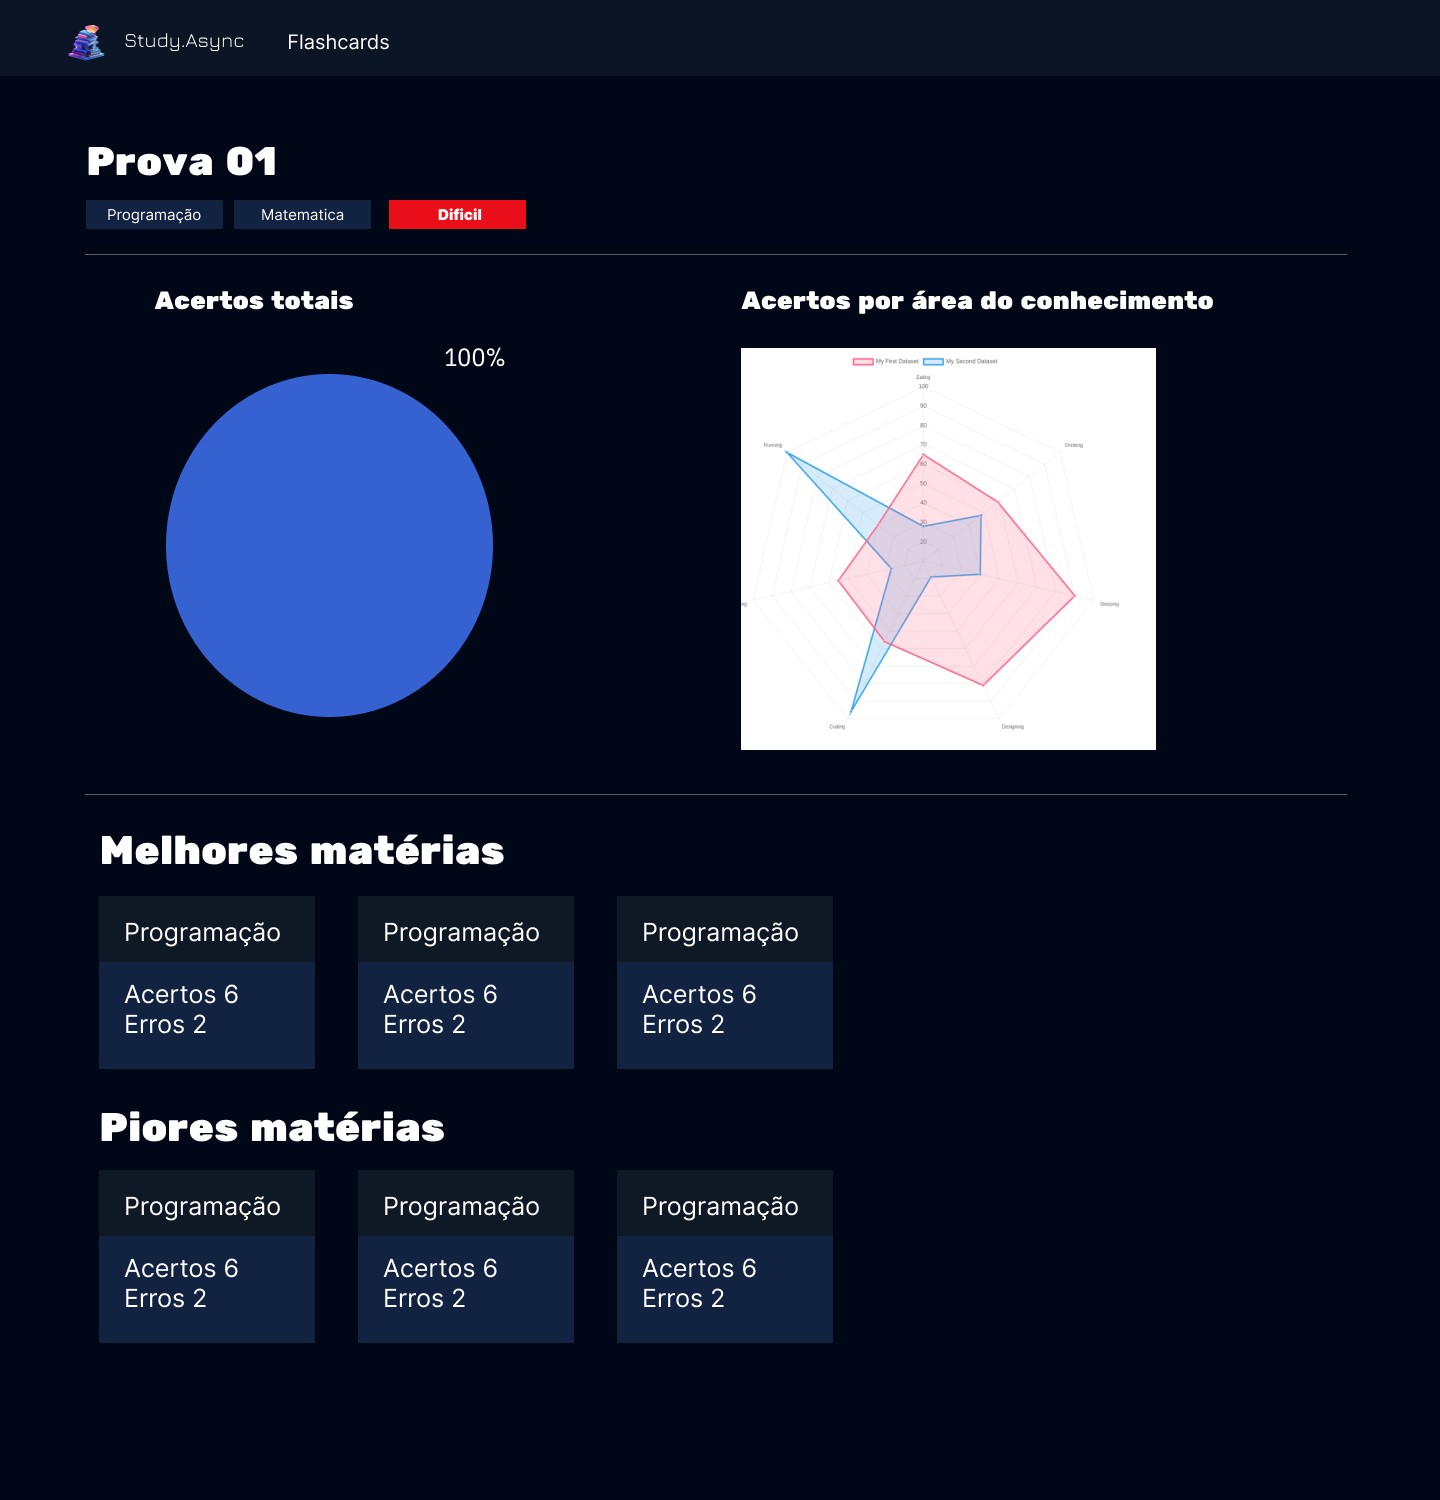 Study.Async
Flashcards
Prova 01
Programação
Matematica
Dificil
Acertos totais
100%
Acertos por área do conhecimento
My First Dataset
My Second Dataset
Eating
100
90
80
70
60
50
40
30
20
Running
Drinking
ng
Sleeping
Coding
Designing
Melhores matérias
Programação
Acertos 6
Erros 2
Programação
Acertos 6
Erros 2
Programação
Acertos 6
Erros 2
Piores matérias
Programação
Acertos 6
Erros 2
Programação
Acertos 6
Erros 2
Programação
Acertos 6
Erros 2